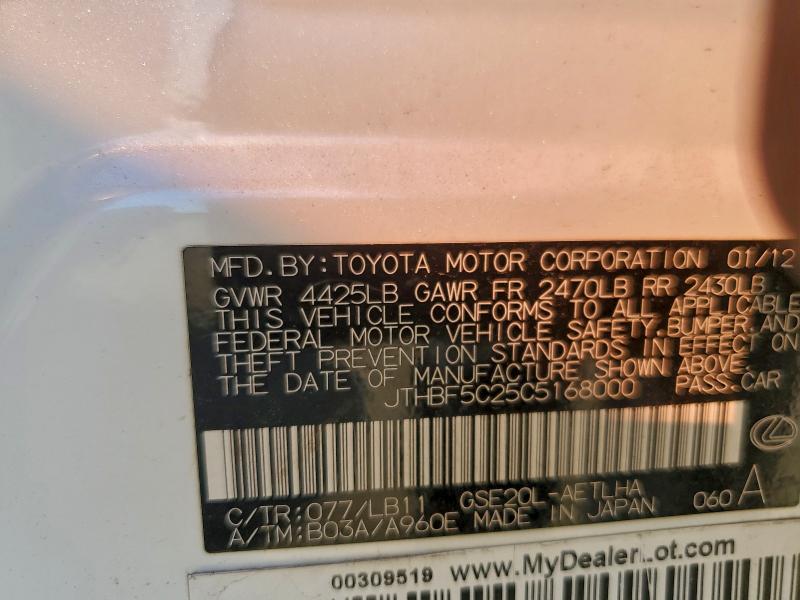 MFD. BY: TOYOTA MOTOR CORPORATION 01/12
GVWR 4425LB GAWR FR 2470LB RR 2430LB
THIS VEHICLE CONFORMS TO ALL APPLICABLE
FEDERAL MOTOR VEHICLE SAFETY, BUMPER, AND
THEFT PREVENTION STANDARDS IN EFFECT ON
THE DATE OF MANUFACTURE SHOWN ABOVE.
JTHBF5C25C5168000 PASS. CAR
C/TR: 077/LB11 GSE20L-AETLHA
A/TM: B03A/A960E MADE IN JAPAN 060 A
00309519 www.MyDealerLot.com